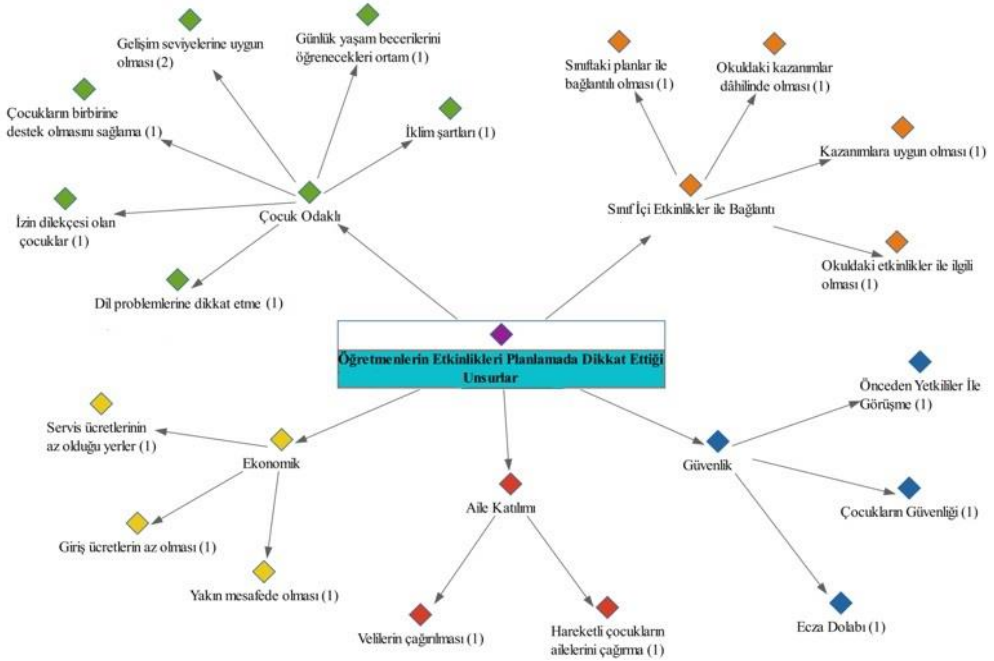 Gelişim seviyelerine uygun
olması (2)
Günlük yaşam becerilerini
öğrenecekleri ortam (1)
Çocukların birbirine
destek olmasını sağlama (1)
İklim şartları (1)
İzin dilekçesi olan
çocuklar (1)
Çocuk Odaklı
Dil problemlerine dikkat etme (1)
Sınıftaki planlar ile
bağlantılı olması (1)
Okuldaki kazanımlar
dâhilinde olması (1)
Kazanımlara uygun olması (1)
Sınıf İçi Etkinlikler ile Bağlantı
Okuldaki etkinlikler ile ilgili
olması (1)
Öğretmenlerin Etkinlikleri Planlamada Dikkat Ettiği
Unsurlar
Servis ücretlerinin
az olduğu yerler (1)
Ekonomik
Giriş ücretlerin az olması (1)
Yakın mesafede olması (1)
Aile Katılımı
Velilerin çağırılması (1)
Hareketli çocukların
ailelerini çağırma (1)
Güvenlik
Önceden Yetkililer İle
Görüşme (1)
Çocukların Güvenliği (1)
Ecza Dolabı (1)